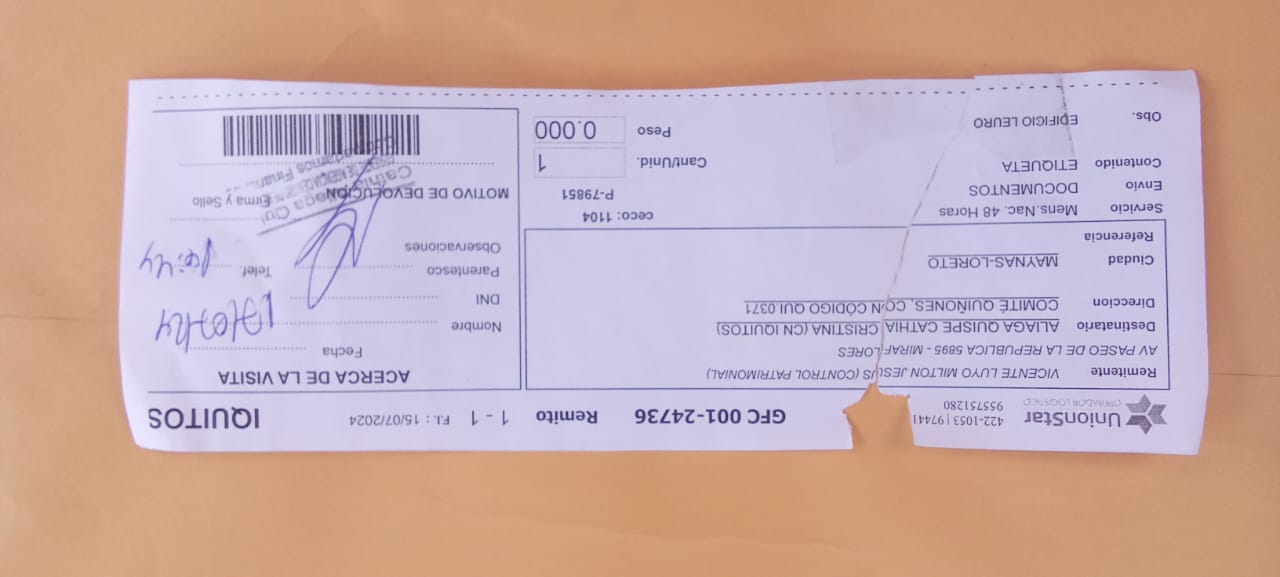 UnionStar
OPERADOR LOGISTICO
422-1053 | 97441
955751280
GFC 001-24736 Remito 1 - 1 F.I. : 15/07/2024 IQUITOS
Remitente VICENTE LUYO MILTON JESUS (CONTROL PATRIMONIAL)
AV PASEO DE LA REPUBLICA 5895 - MIRAFLORES
Destinatario ALIAGA QUISPE CATHIA CRISTINA (CN IQUITOS)
Direccion COMITÉ QUIÑONES, CON CÓDIGO QUI.0371
Ciudad MAYNAS-LORETO
Referencia
Servicio Mens.Nac. 48 Horas ceco: 1104
Envio DOCUMENTOS P-79851
Contenido ETIQUETA Cant/Unid. 1
Obs. EDIFICIO LEURO Peso 0.000
ACERCA DE LA VISITA
Fecha
Nombre
DNI
Parentesco Telef.
Observaciones
MOTIVO DE DEVOLUCION Firma y Sello
Cathia